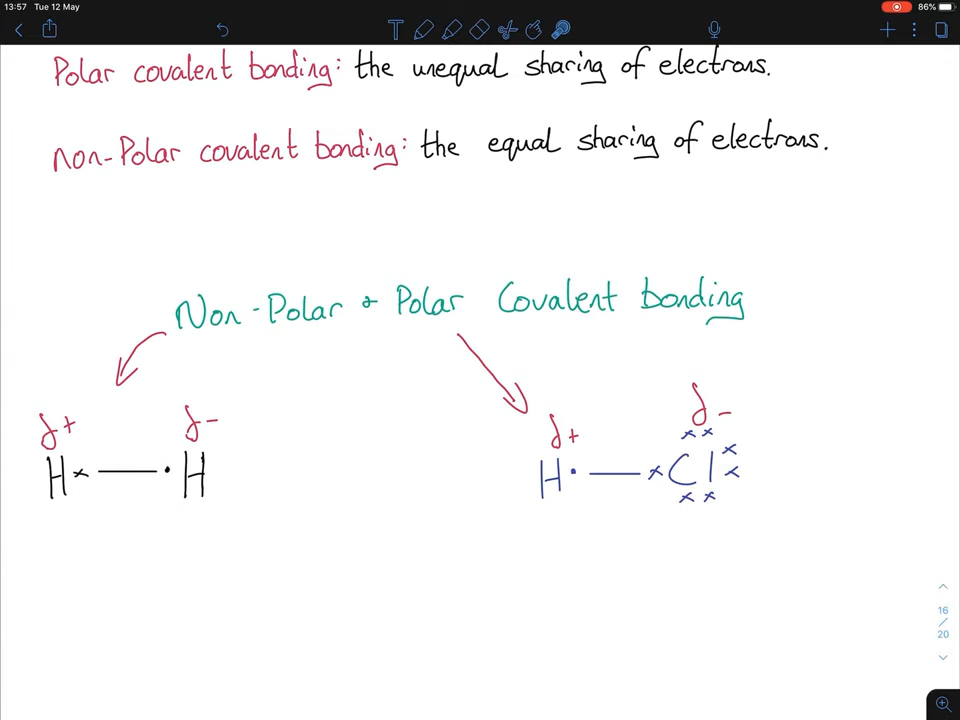 13:57 Tue 12 May
86%
T
Polar covalent bonding: the unequal sharing of electrons.
non-Polar covalent bonding: the equal sharing of electrons.
Non-Polar & Polar Covalent bonding
δ+ δ- δ+ δ-
H H H Cl
16
/
20